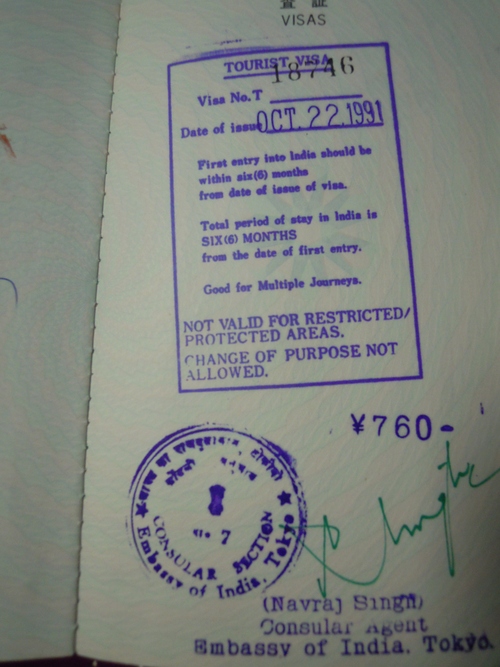 査証
VISAS
TOURIST VISA
18746
Visa No. T
Date of issue OCT. 22. 1991
First entry into India should be
within six(6) months
from date of issue of visa.
Total period of stay in India is
SIX(6) MONTHS
from the date of first entry.
Good for Multiple Journeys.
NOT VALID FOR RESTRICTED/
PROTECTED AREAS.
CHANGE OF PURPOSE NOT
ALLOWED.
¥760-
7
CONSULAR SECTION
Embassy of India, Tokyo
(Navraj Singh)
Consular Agent
Embassy of India, Tokyo.